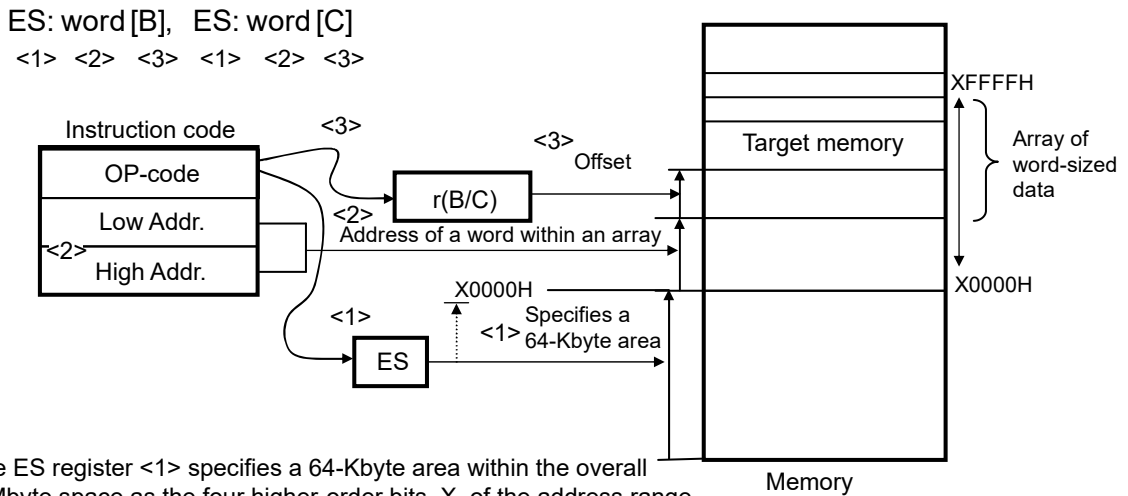 ES: word [B], ES: word [C]
<1> <2> <3> <1> <2> <3>
Instruction code
OP-code
Low Addr.
<2>
High Addr.
<3>
r(B/C)
<3>
Offset
<2>
Address of a word within an array
X0000H
<1>
ES
<1> Specifies a
64-Kbyte area
XFFFFH
Target memory
Array of
word-sized
data
X0000H
Memory
ES register <1> specifies a 64-Kbyte area within the overall
space as the four higher-order bits, X, of the address range